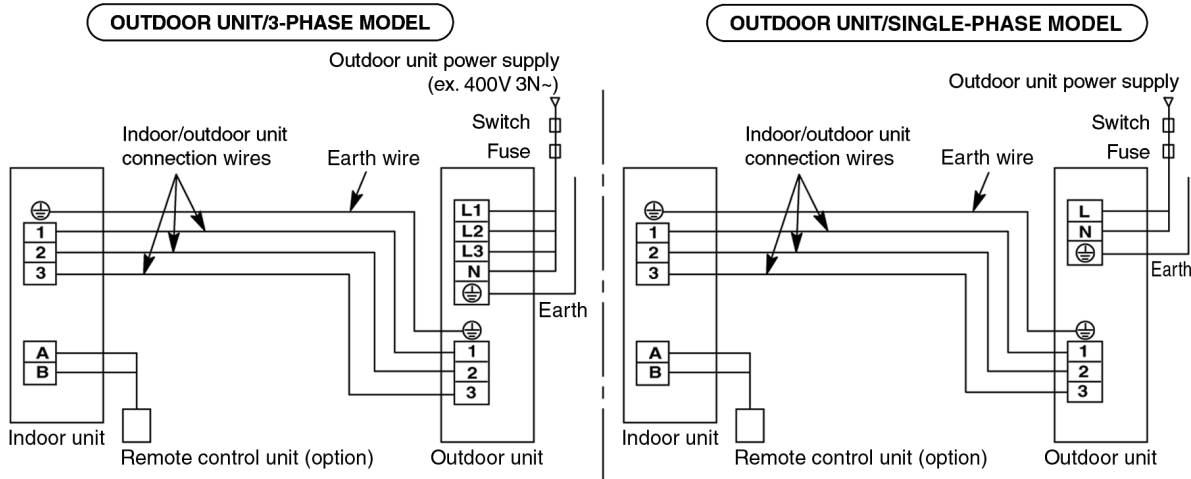 OUTDOOR UNIT/3-PHASE MODEL
Outdoor unit power supply
(ex. 400V 3N~)
Switch
Fuse
Indoor/outdoor unit
connection wires
Earth wire
1
2
3
A
B
L1
L2
L3
N
Earth
1
2
3
Indoor unit
Remote control unit (option)
Outdoor unit
OUTDOOR UNIT/SINGLE-PHASE MODEL
Outdoor unit power supply
Switch
Fuse
Indoor/outdoor unit
connection wires
Earth wire
1
2
3
A
B
L
N
Earth
1
2
3
Indoor unit
Remote control unit (option)
Outdoor unit